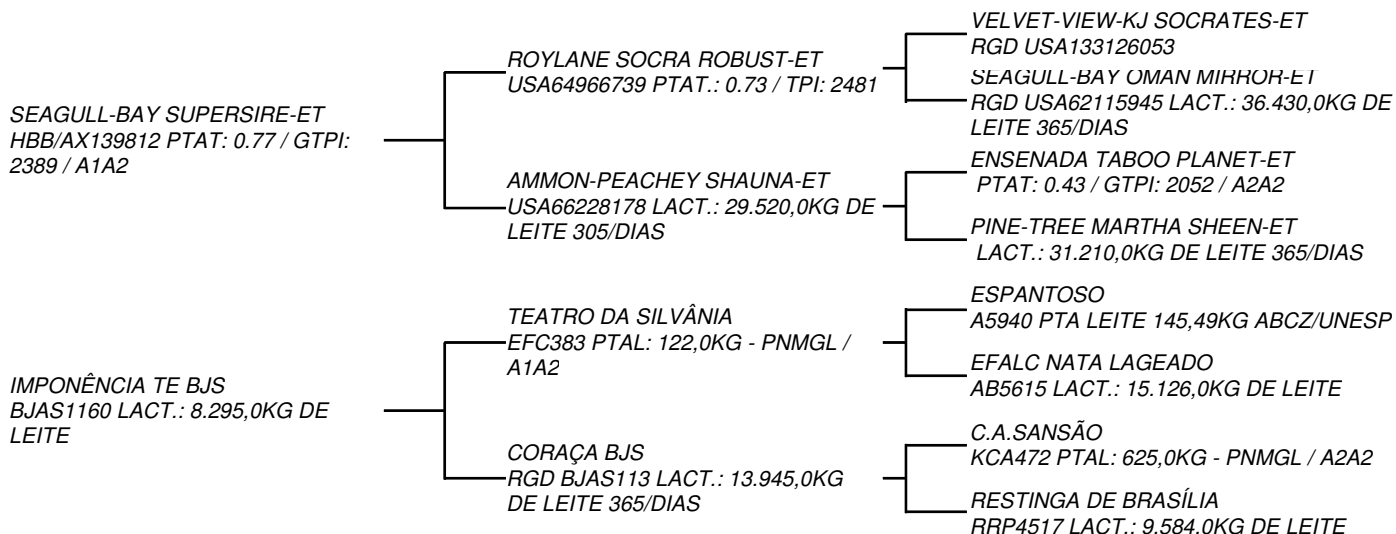 VELVET-VIEW-KJ SOCRATES-ET
RGD USA133126053
ROYLANE SOCRA ROBUST-ET
USA64966739 PTAT.: 0.73 / TPI: 2481
SEAGULL-BAY OMAN MIRROR-ET
RGD USA62115945 LACT.: 36.430,0KG DE
LEITE 365/DIAS
SEAGULL-BAY SUPERSIRE-ET
HBB/AX139812 PTAT: 0.77 / GTPI:
2389 / A1A2
ENSENADA TABOO PLANET-ET
PTAT: 0.43 / GTPI: 2052 / A2A2
AMMON-PEACHEY SHAUNA-ET
USA66228178 LACT.: 29.520,0KG DE
LEITE 305/DIAS
PINE-TREE MARTHA SHEEN-ET
LACT.: 31.210,0KG DE LEITE 365/DIAS
ESPANTOSO
A5940 PTA LEITE 145,49KG ABCZ/UNESP
TEATRO DA SILVÂNIA
EFC383 PTAL: 122,0KG - PNMGL /
A1A2
EFALC NATA LAGEADO
AB5615 LACT.: 15.126,0KG DE LEITE
IMPONÊNCIA TE BJS
BJAS1160 LACT.: 8.295,0KG DE
LEITE
C.A.SANSÃO
KCA472 PTAL: 625,0KG - PNMGL / A2A2
CORAÇA BJS
RGD BJAS113 LACT.: 13.945,0KG
DE LEITE 365/DIAS
RESTINGA DE BRASÍLIA
RRP4517 LACT.: 9.584,0KG DE LEITE